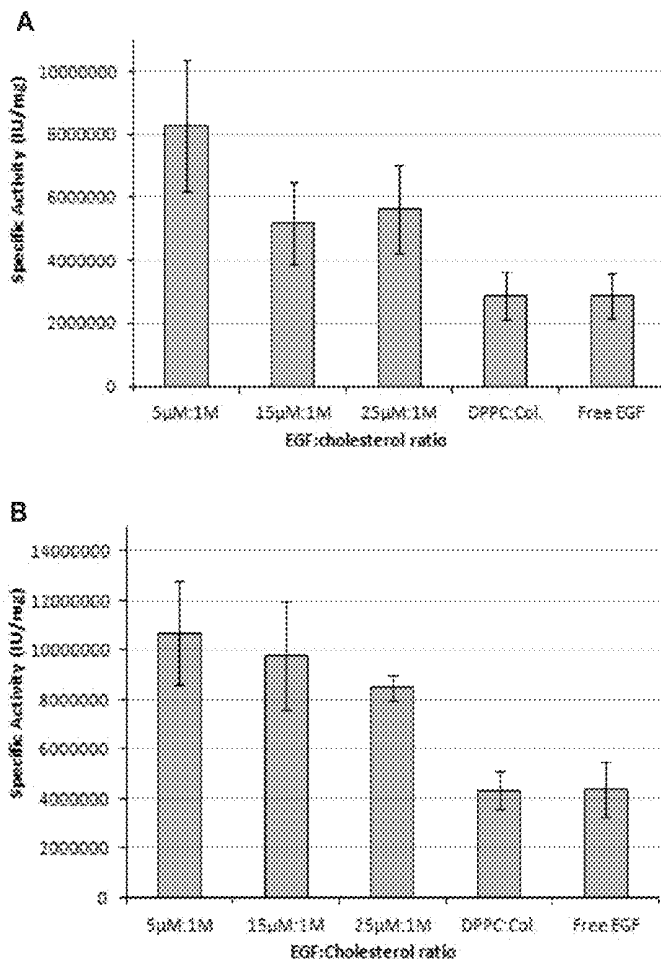 A
Specific Activity (IU/mg)
10000000
8000000
6000000
4000000
2000000
0
5µM:1M 15µM:1M 25µM:1M DPPC:Col. Free EGF
EGF:cholesterol ratio
B
Specific Activity (IU/mg)
14000000
12000000
10000000
8000000
6000000
4000000
2000000
0
5µM:1M 15µM:1M 25µM:1M DPPC:Col. Free EGF
EGF:Cholesterol ratio